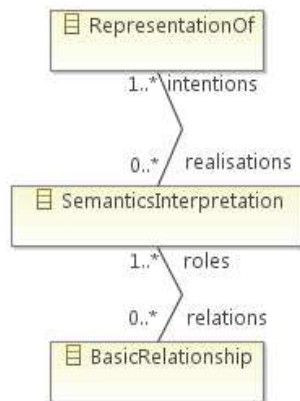 RepresentationOf
1..* intentions
0..* realisations
SemanticsInterpretation
1..* roles
0..* relations
BasicRelationship